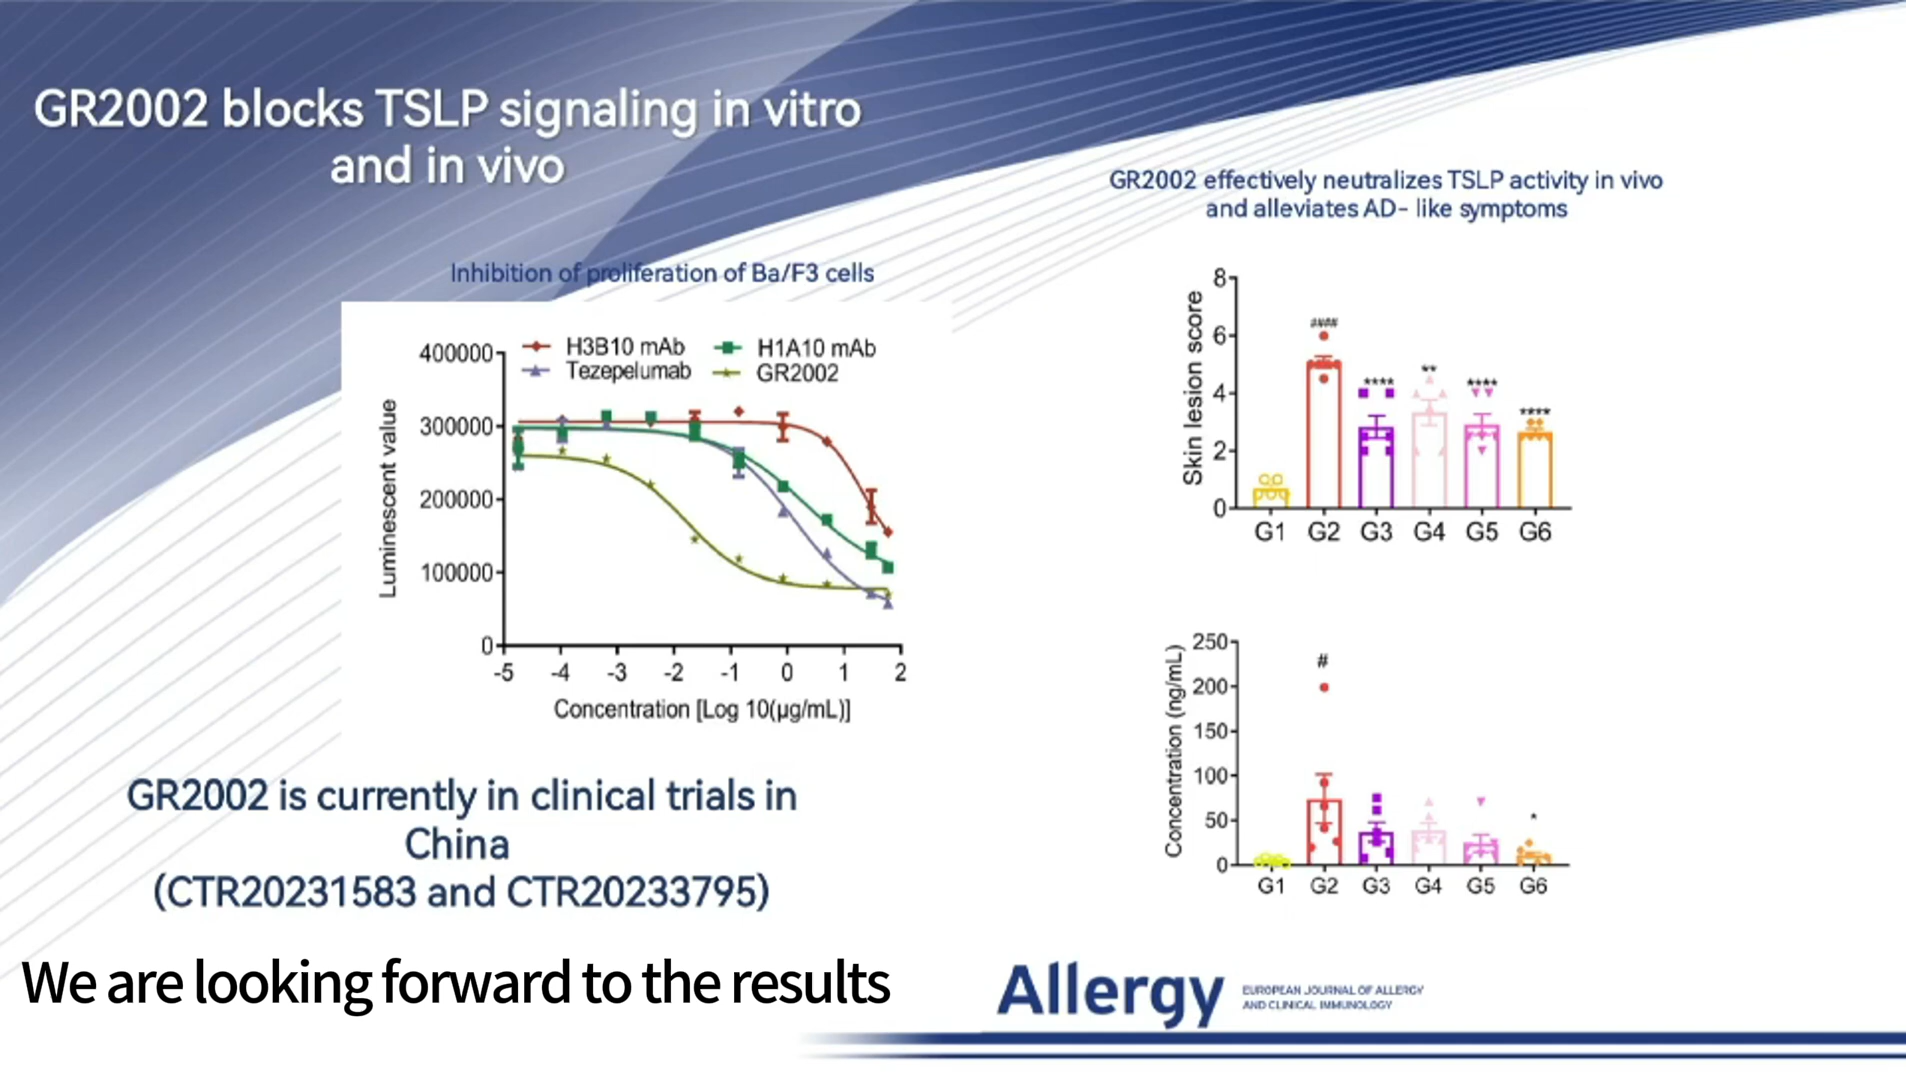 GR2002 blocks TSLP signaling in vitro
and in vivo
Inhibition of proliferation of Ba/F3 cells
H3B10 mAb
H1A10 mAb
Tezepelumab
GR2002
Luminescent value
400000
300000
200000
100000
0
-5 -4 -3 -2 -1 0 1 2
Concentration [Log 10(μg/mL)]
GR2002 is currently in clinical trials in
China
(CTR20231583 and CTR20233795)
We are looking forward to the results
GR2002 effectively neutralizes TSLP activity in vivo
and alleviates AD- like symptoms
Skin lesion score
8
6
4
2
0
####
****
**
****
****
G1 G2 G3 G4 G5 G6
Concentration (ng/mL)
250
200
150
100
50
0
#
*
G1 G2 G3 G4 G5 G6
Allergy
EUROPEAN JOURNAL OF ALLERGY
AND CLINICAL IMMUNOLOGY